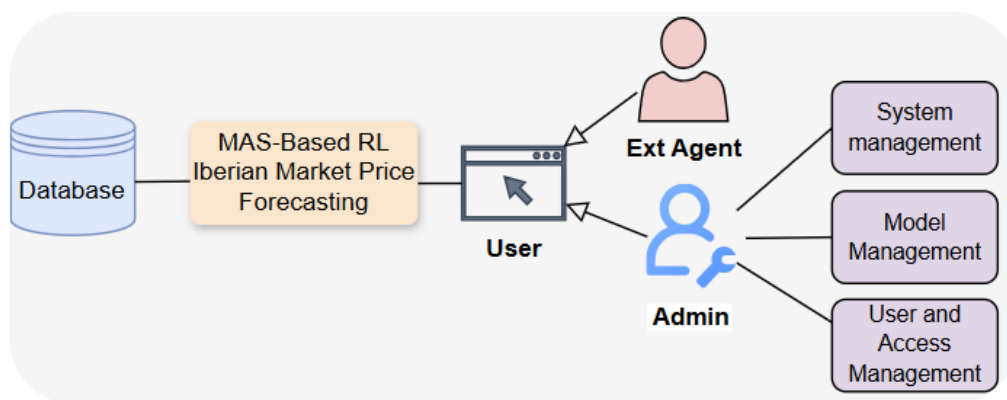 Database
MAS-Based RL
Iberian Market Price
Forecasting
User
Ext Agent
Admin
System
management
Model
Management
User and
Access
Management